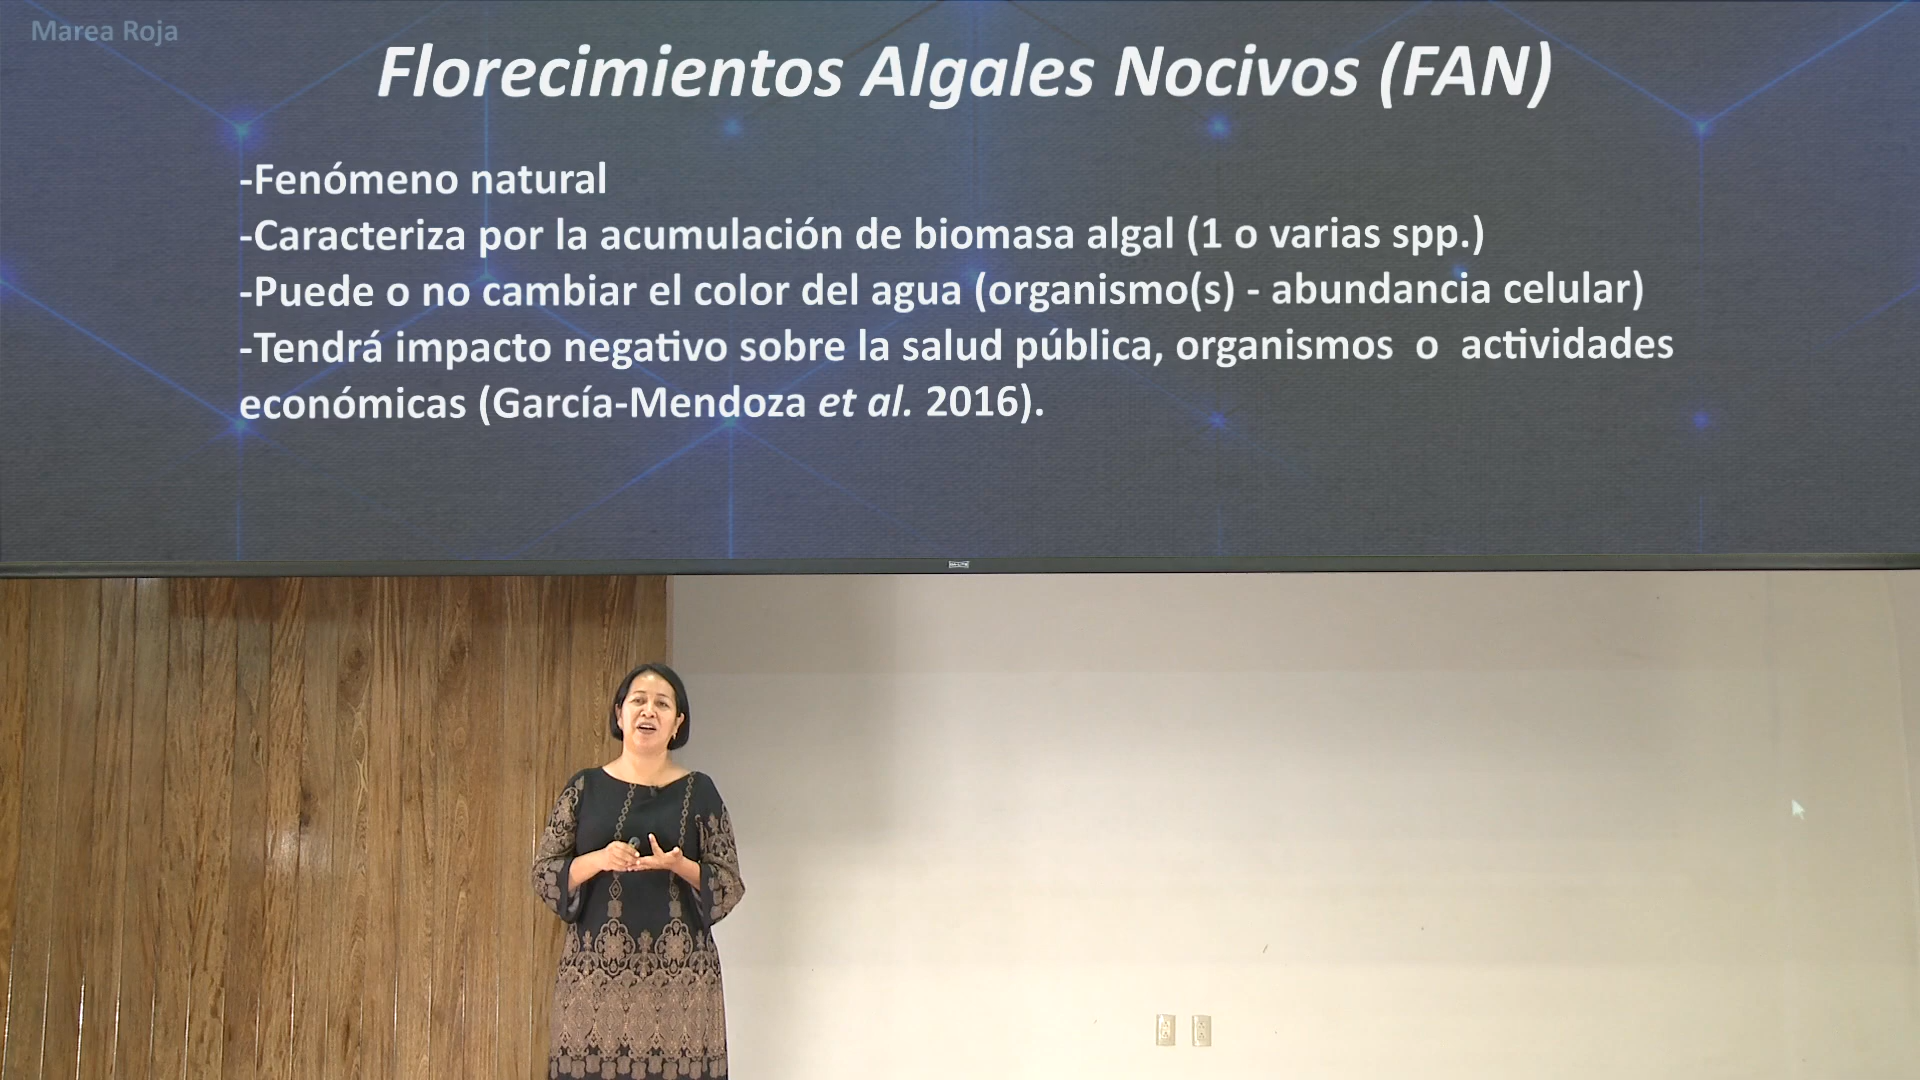 Marea Roja
Florecimientos Algales Nocivos (FAN)
-Fenómeno natural
-Caracteriza por la acumulación de biomasa algal (1 o varias spp.)
-Puede o no cambiar el color del agua (organismo(s) - abundancia celular)
-Tendrá impacto negativo sobre la salud pública, organismos o actividades
económicas (García-Mendoza et al. 2016).